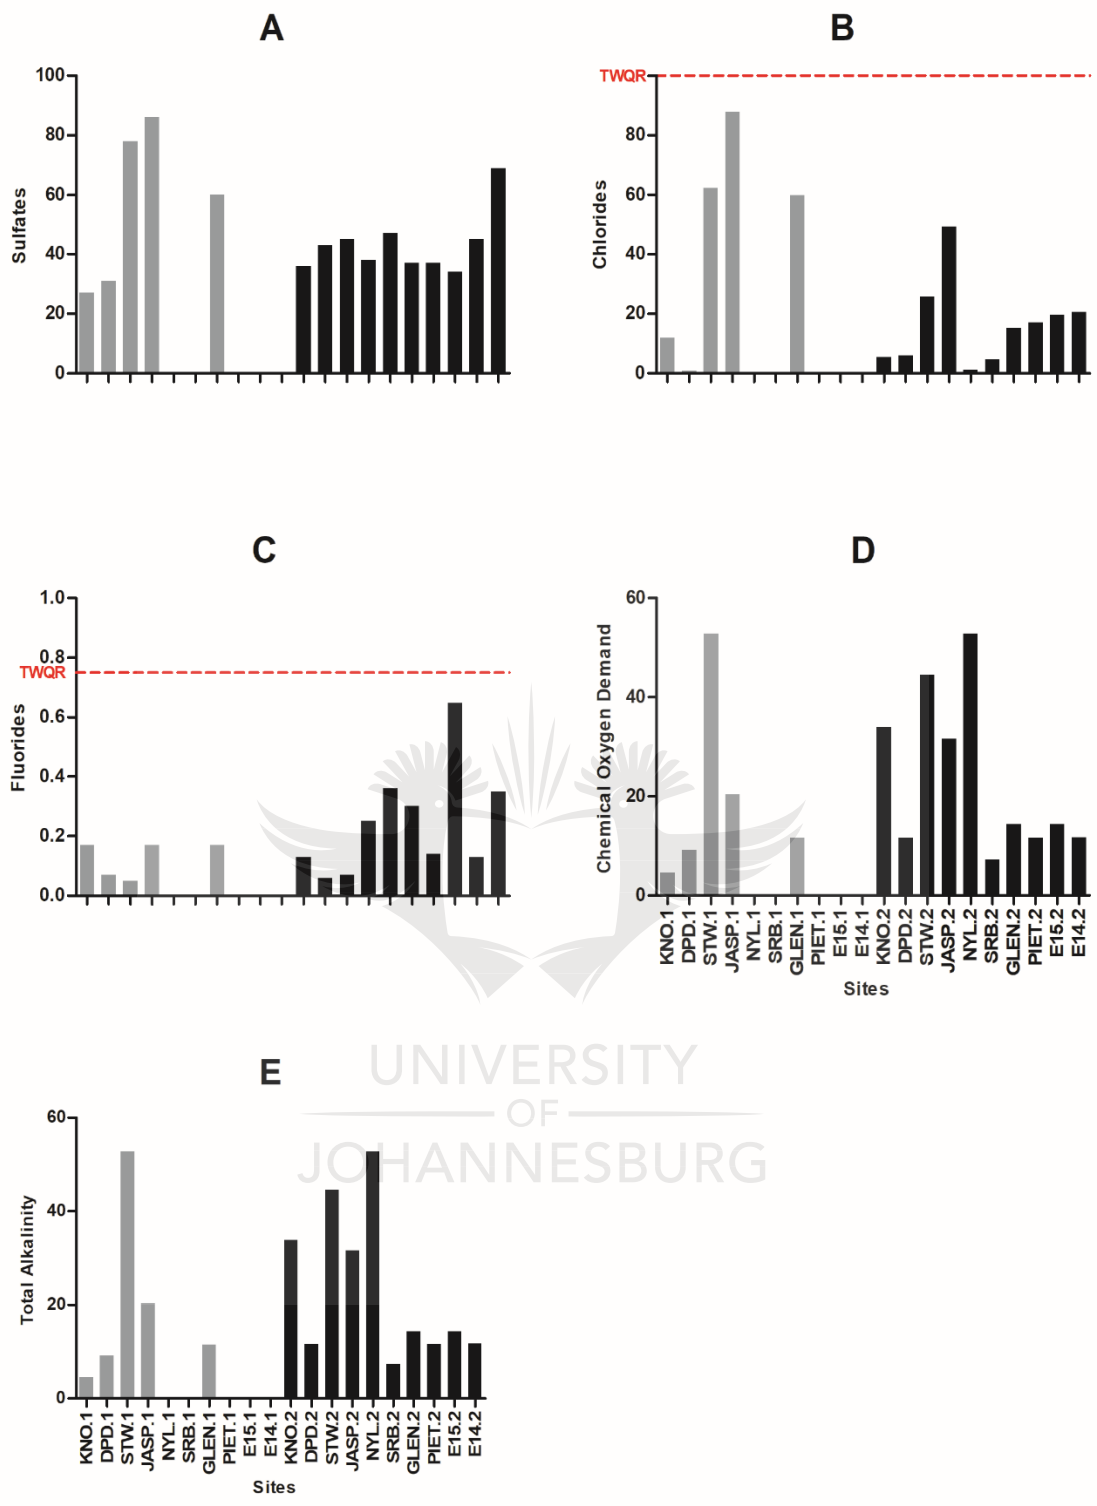 A
100
80
60
40
20
0
Sulfates
B
TWQR
80
60
40
20
0
Chlorides
C
1.0
0.8
TWQR
0.6
0.4
0.2
0.0
Fluorides
D
60
40
20
0
Chemical Oxygen Demand
KNO.1
DPD.1
STW.1
JASP.1
NYL.1
SRB.1
GLEN.1
PIET.1
E15.1
E14.1
KNO.2
DPD.2
STW.2
JASP.2
NYL.2
SRB.2
GLEN.2
PIET.2
E15.2
E14.2
Sites
E
60
40
20
0
Total Alkalinity
KNO.1
DPD.1
STW.1
JASP.1
NYL.1
SRB.1
GLEN.1
PIET.1
E15.1
E14.1
KNO.2
DPD.2
STW.2
JASP.2
NYL.2
SRB.2
GLEN.2
PIET.2
E15.2
E14.2
Sites
UNIVERSITY
OF
JOHANNESBURG